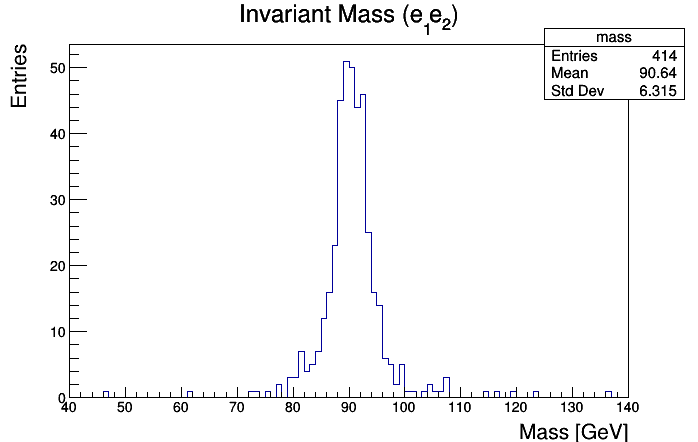 Invariant Mass (e1e2)
mass
Entries 414
Mean 90.64
Std Dev 6.315
Entries
50
40
30
20
10
0
40 50 60 70 80 90 100 110 120 130 140
Mass [GeV]